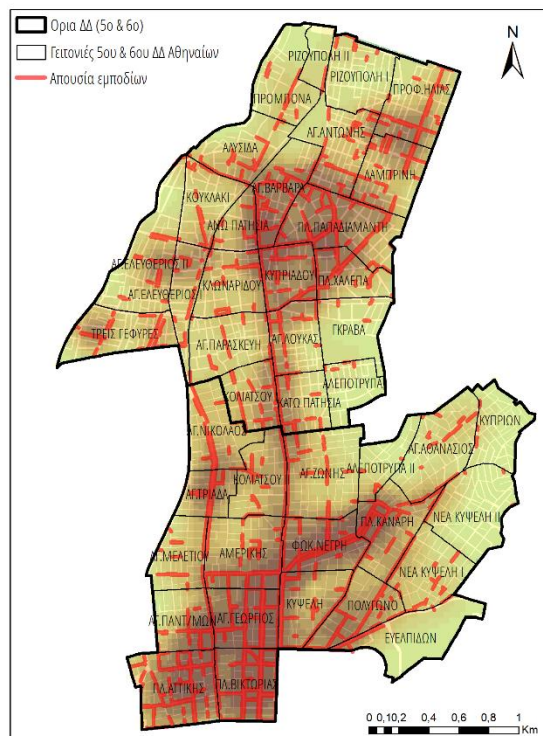 Ορια ΔΔ (5ο & 6ο)
Γειτονιές 5ου & 6ου ΔΔ Αθηναίων
Απουσία εμποδίων
N
ΡΙΖΟΥΠΟΛΗ ΙΙ
ΡΙΖΟΥΠΟΛΗ Ι
ΠΡΟΦ.ΗΛΙΑΣ
ΠΡΟΜΠΟΝΑ
ΑΓ.ΑΝΤΩΝΗΣ
ΑΛΥΣΙΔΑ
ΛΑΜΠΡΙΝΗ
ΑΓ.ΒΑΡΒΑΡΑ
ΚΟΥΚΛΑΚΙ
ΑΝΩ ΠΑΤΗΣΙΑ
ΠΛ.ΠΑΠΑΔΙΑΜΑΝΤΗ
ΑΓ.ΕΛΕΥΘΕΡΙΟΣ ΙΙ
ΚΥΠΡΙΑΔΟΥ
ΠΛ.ΧΑΛΕΠΑ
ΚΛΩΝΑΡΙΔΟΥ
ΑΓ.ΕΛΕΥΘΕΡΙΟΣ Ι
ΤΡΕΙΣ ΓΕΦΥΡΕΣ
ΑΓ.ΠΑΡΑΣΚΕΥΗ
ΑΓ.ΛΟΥΚΑΣ
ΓΚΡΑΒΑ
ΚΟΛΙΑΤΣΟΥ
ΚΑΤΩ ΠΑΤΗΣΙΑ
ΑΛΕΠΟΤΡΥΠΑ
ΚΥΠΡΙΩΝ
ΑΓ.ΝΙΚΟΛΑΟΣ
ΑΓ.ΑΘΑΝΑΣΙΟΣ
ΚΟΛΙΑΤΣΟΥ ΙΙ
ΑΓ.ΖΩΝΗΣ
ΑΛΕΠΟΤΡΥΠΑ ΙΙ
ΑΓ.ΤΡΙΑΔΑ
ΠΛ.ΚΑΝΑΡΗ
ΝΕΑ ΚΥΨΕΛΗ ΙΙ
ΑΓ.ΜΕΛΕΤΙΟΥ
ΑΜΕΡΙΚΗΣ
ΦΩΚ.ΝΕΓΡΗ
ΝΕΑ ΚΥΨΕΛΗ Ι
ΑΓ.ΠΑΝΤ/ΜΩΝ
ΑΓ.ΓΕΩΡΓΙΟΣ
ΚΥΨΕΛΗ
ΠΟΛΥΓΩΝΟ
ΕΥΕΛΠΙΔΩΝ
ΠΛ.ΑΤΤΙΚΗΣ
ΠΛ.ΒΙΚΤΩΡΙΑΣ
0 0,10,2 0,4 0,6 0,8 1
Km